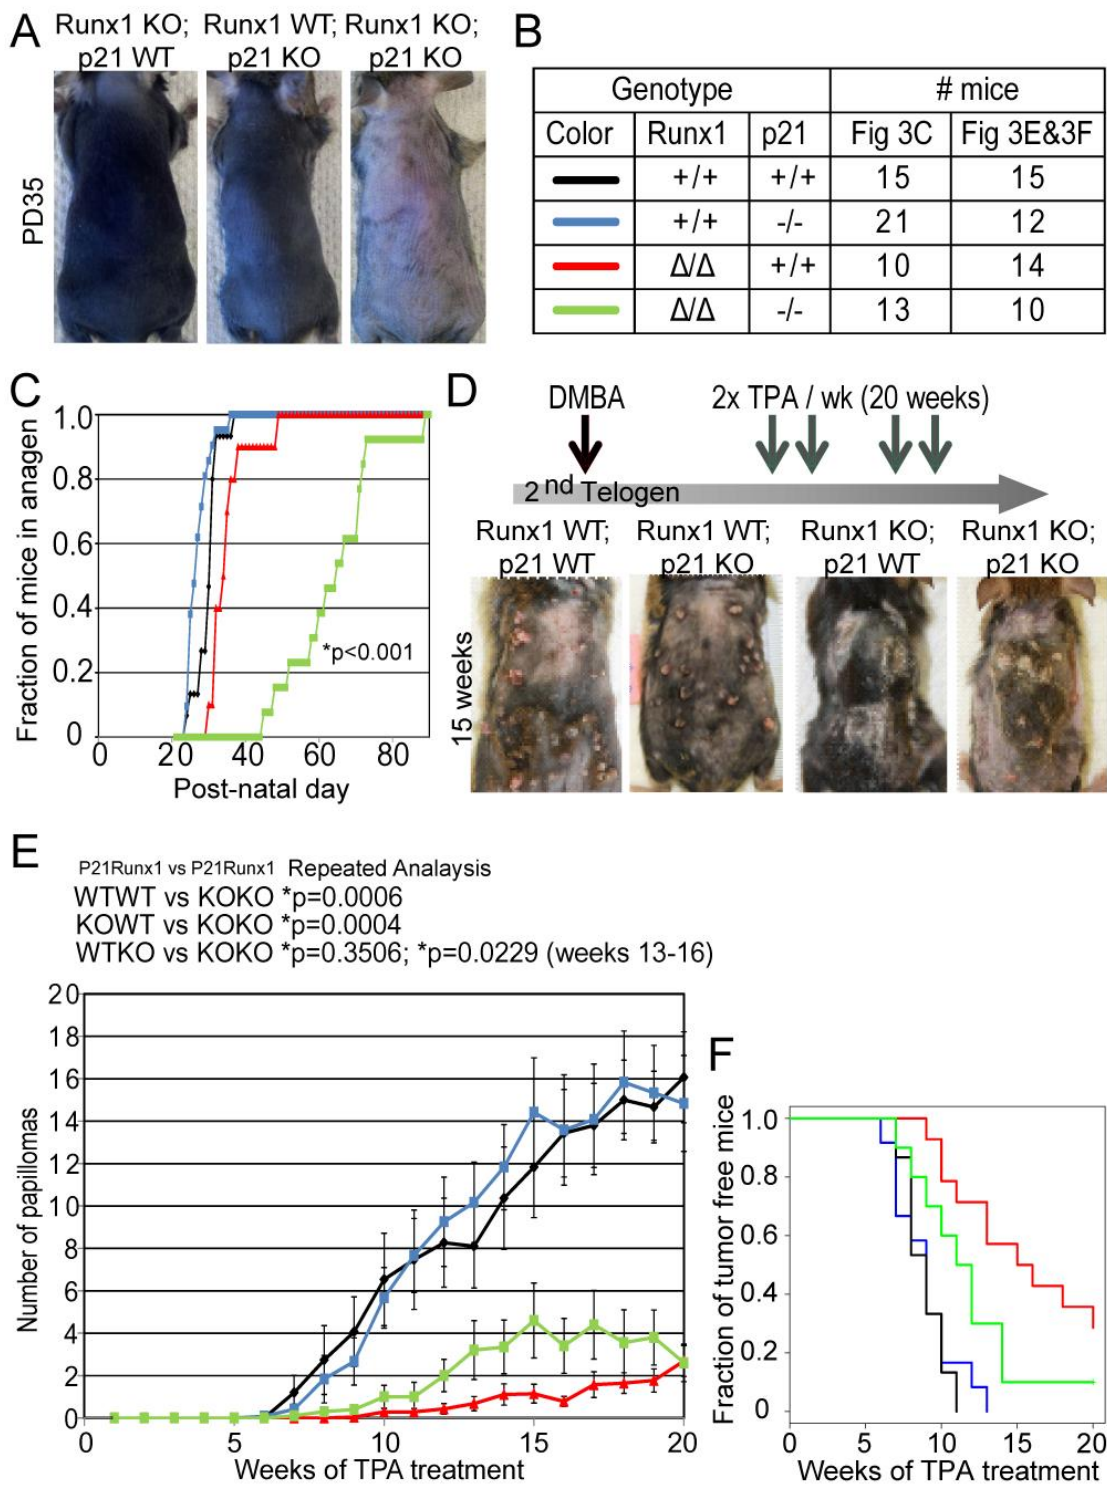 A
Runx1 KO; Runx1 WT; Runx1 KO;
p21 WT p21 KO p21 KO
PD35
B
Genotype # mice
Color Runx1 p21 Fig 3C Fig 3E&3F
+/+ +/+ 15 15
+/+ -/- 21 12
Δ/Δ +/+ 10 14
Δ/Δ -/- 13 10
C
Fraction of mice in anagen
1.0
0.8
0.6
0.4
0.2
0
*p<0.001
0 20 40 60 80
Post-natal day
D
DMBA 2x TPA / wk (20 weeks)
2nd Telogen
Runx1 WT; Runx1 WT; Runx1 KO; Runx1 KO;
p21 WT p21 KO p21 WT p21 KO
15 weeks
E
P21Runx1 vs P21Runx1 Repeated Analaysis
WTWT vs KOKO *p=0.0006
KOWT vs KOKO *p=0.0004
WTKO vs KOKO *p=0.3506; *p=0.0229 (weeks 13-16)
Number of papillomas
20
18
16
14
12
10
8
6
4
2
0
0 5 10 15 20
Weeks of TPA treatment
F
Fraction of tumor free mice
1.0
0.8
0.6
0.4
0.2
0
0 5 10 15 20
Weeks of TPA treatment